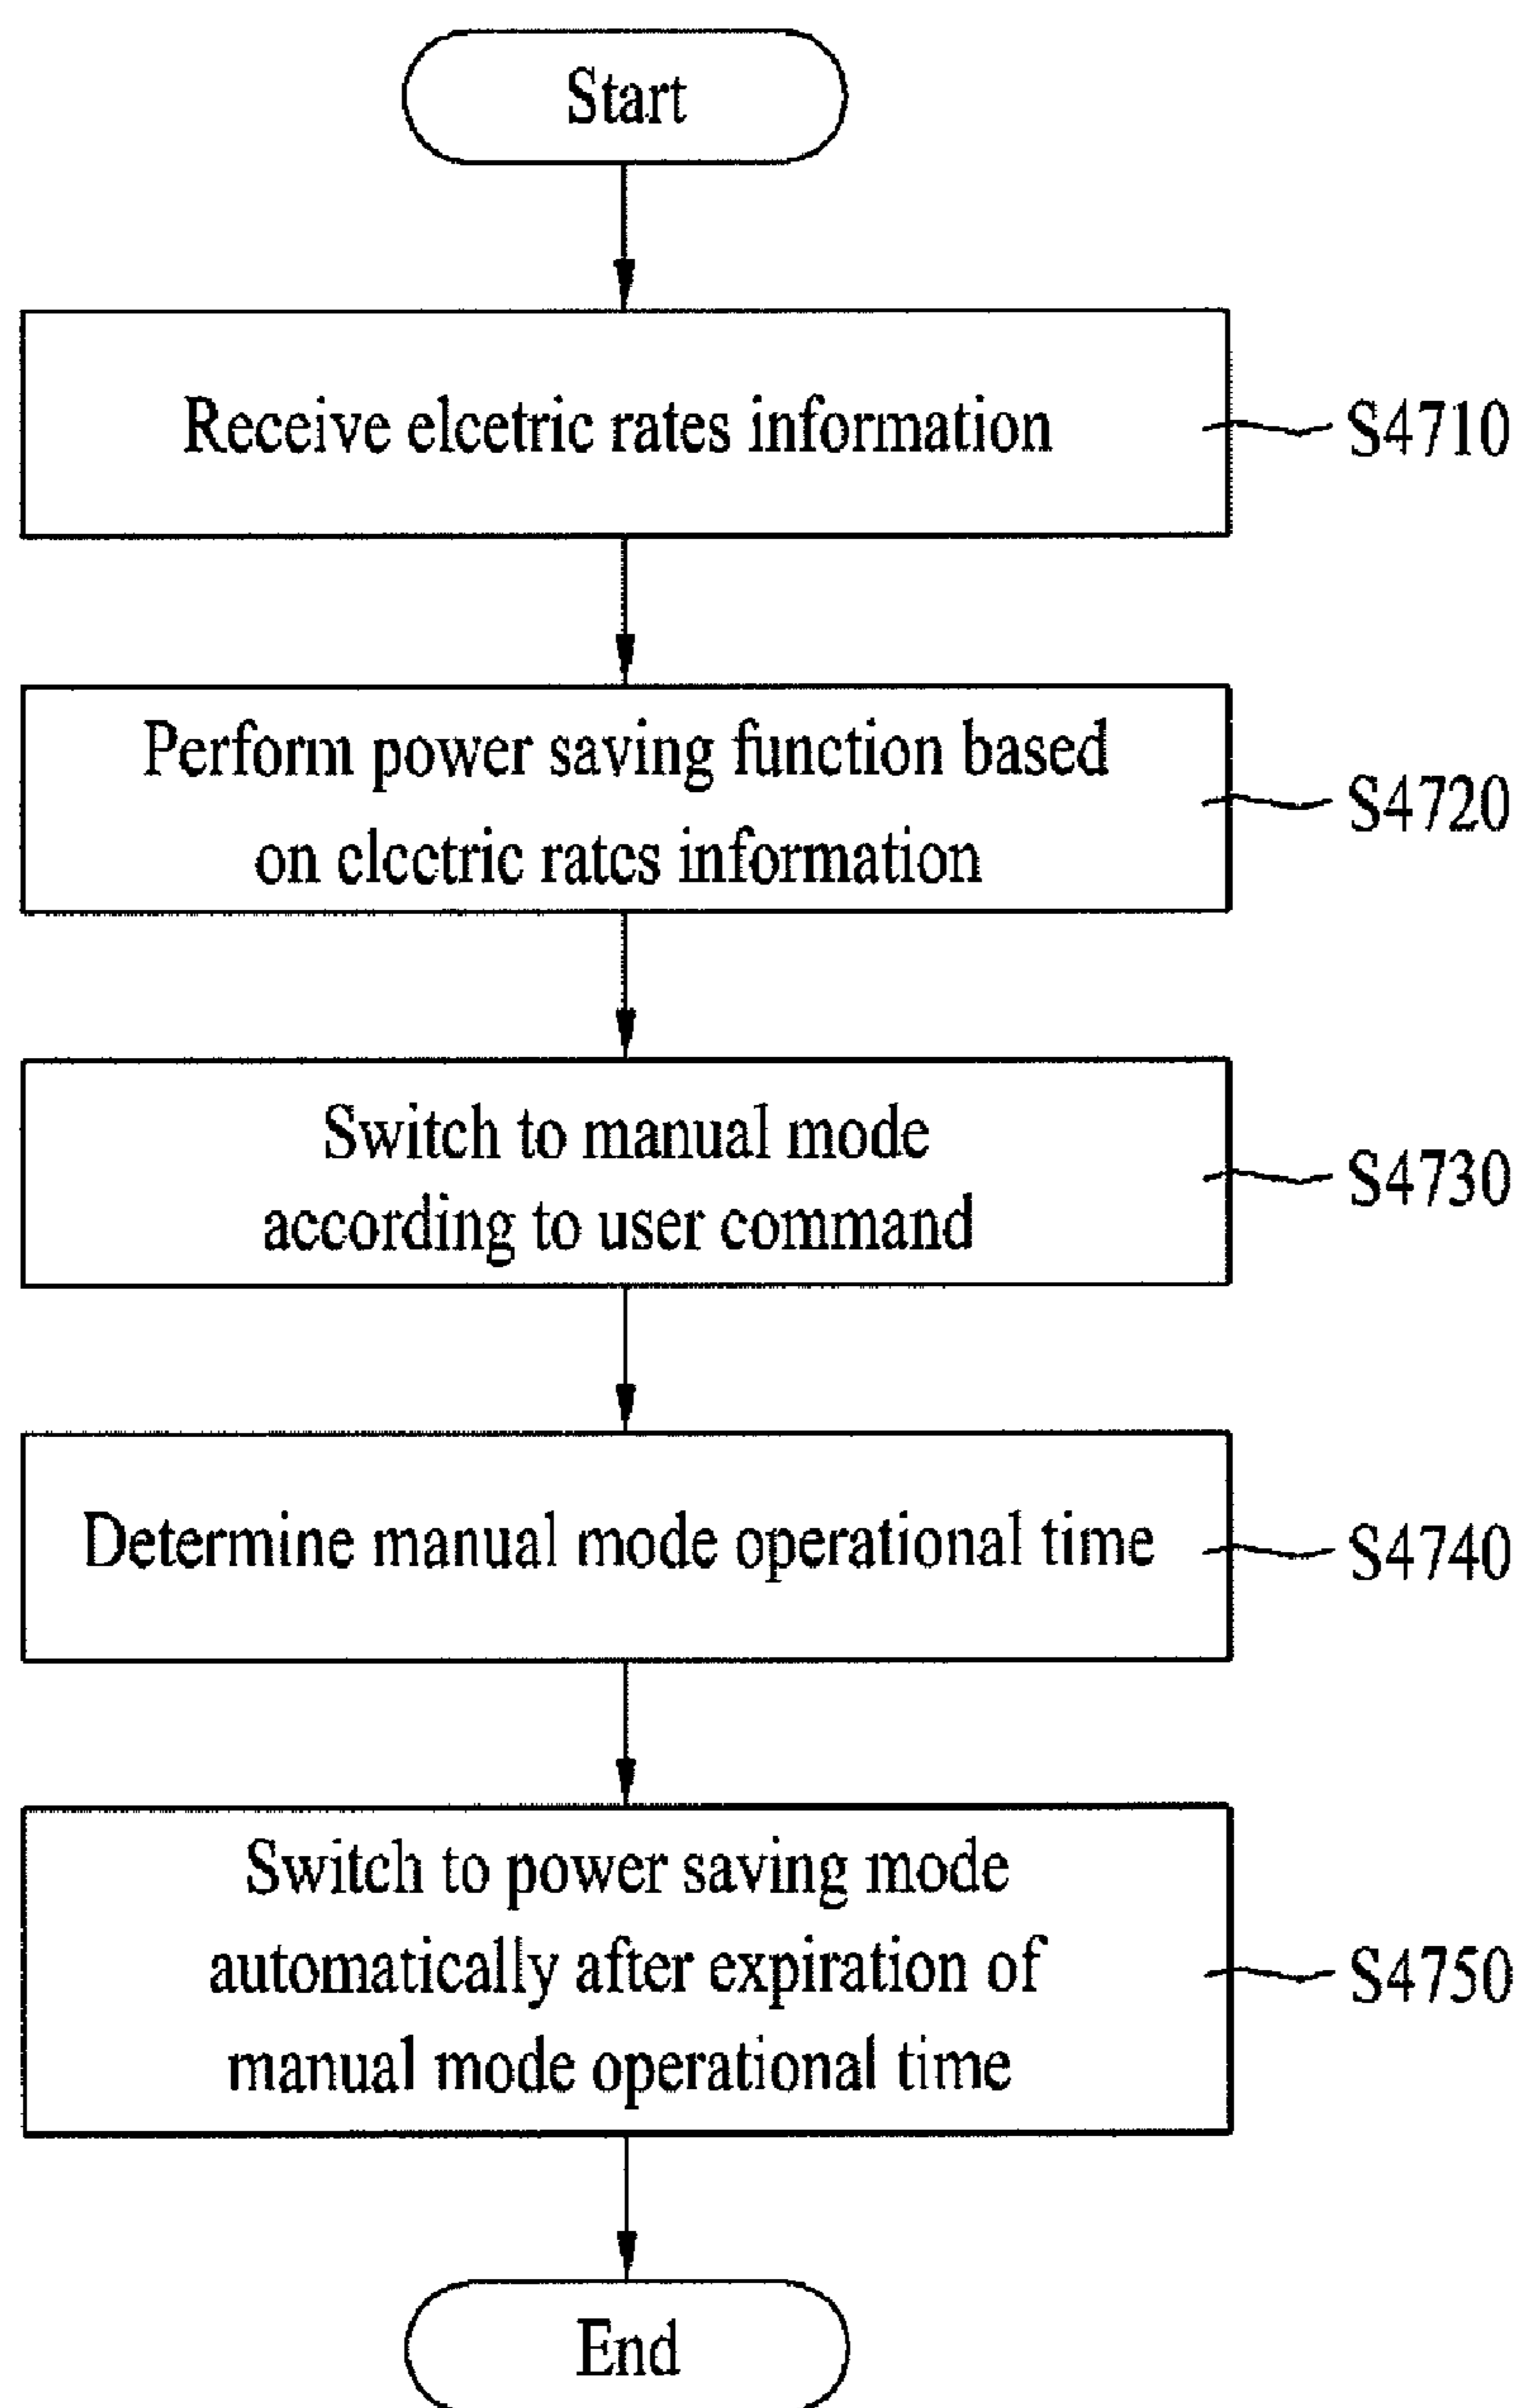 Start
Receive elcetric rates information
S4710
Perform power saving function based
on electric rates information
S4720
Switch to manual mode
according to user command
S4730
Determine manual mode operational time
S4740
Switch to power saving mode
automatically after expiration of
manual mode operational time
S4750
End